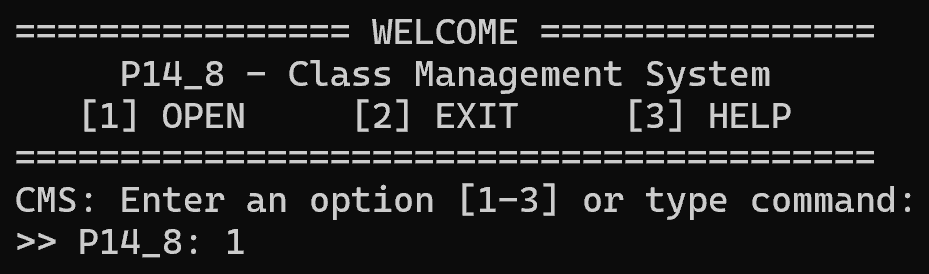 ================ WELCOME ================
P14_8 - Class Management System
[1] OPEN [2] EXIT [3] HELP
=========================================
CMS: Enter an option [1-3] or type command:
>> P14_8: 1